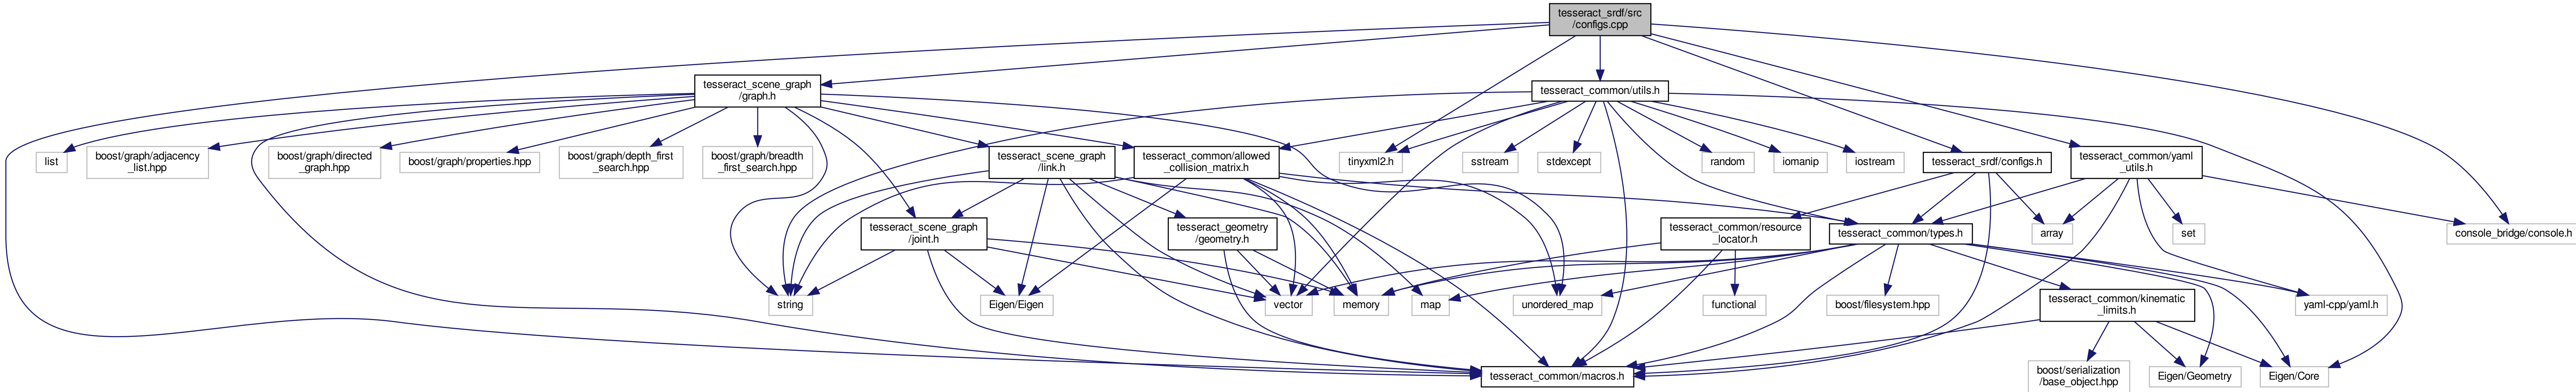 tesseract_srdf/src
/configs.cpp
tesseract_scene_graph
/graph.h
tesseract_common/utils.h
list
boost/graph/adjacency
_list.hpp
boost/graph/directed
_graph.hpp
boost/graph/properties.hpp
boost/graph/depth_first
_search.hpp
boost/graph/breadth
_first_search.hpp
tesseract_scene_graph
/link.h
tesseract_common/allowed
_collision_matrix.h
tinyxml2.h
sstream
stdexcept
random
iomanip
iostream
tesseract_srdf/configs.h
tesseract_common/yaml
_utils.h
tesseract_scene_graph
/joint.h
tesseract_geometry
/geometry.h
tesseract_common/resource
_locator.h
tesseract_common/types.h
array
set
console_bridge/console.h
string
Eigen/Eigen
vector
memory
map
unordered_map
functional
boost/filesystem.hpp
tesseract_common/kinematic
_limits.h
yaml-cpp/yaml.h
tesseract_common/macros.h
boost/serialization
/base_object.hpp
Eigen/Geometry
Eigen/Core